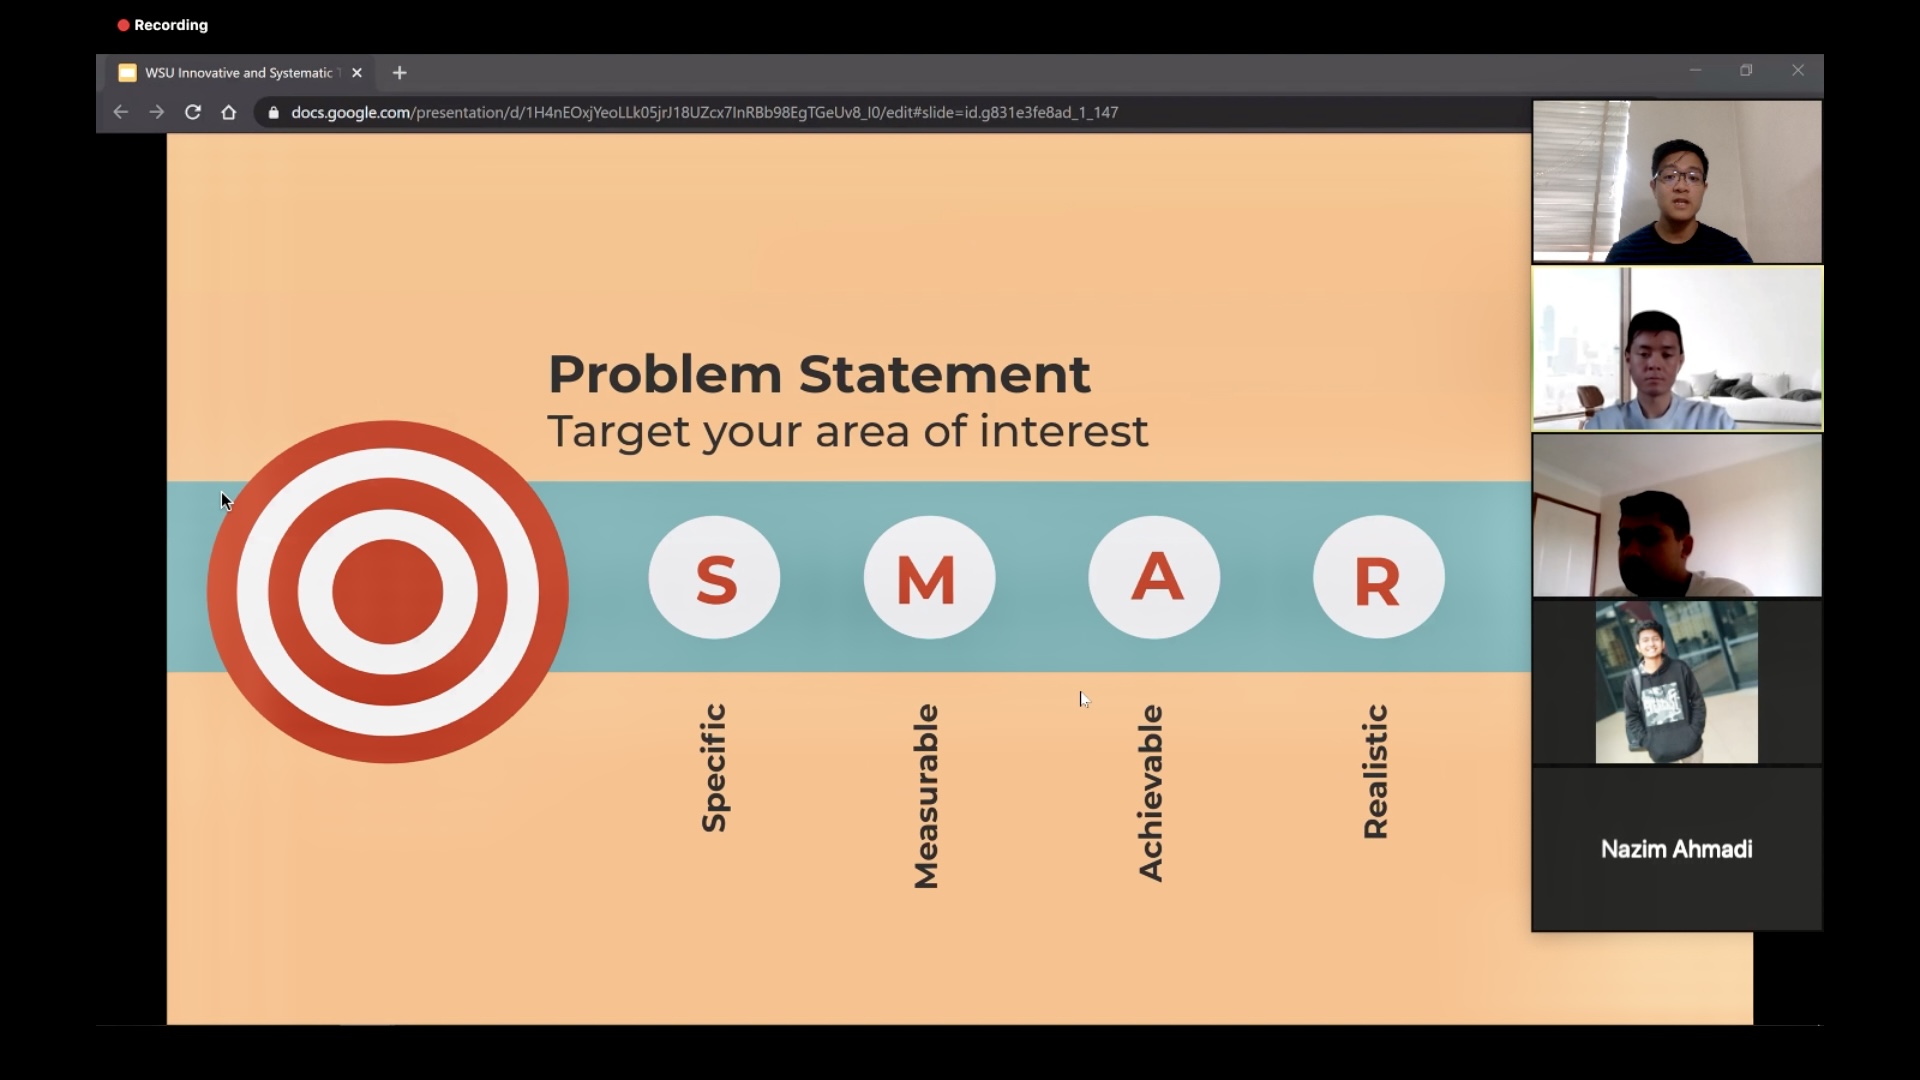 Recording
WSU Innovative and Systematic
docs.google.com/presentation/d/1H4nEOxjYeoLLk05jrJ18UZcx7InRBb98EgTGeUv8_I0/edit#slide=id.g831e3fe8ad_1_147
Problem Statement
Target your area of interest
S M A R
Specific
Measurable
Achievable
Realistic
Nazim Ahmadi